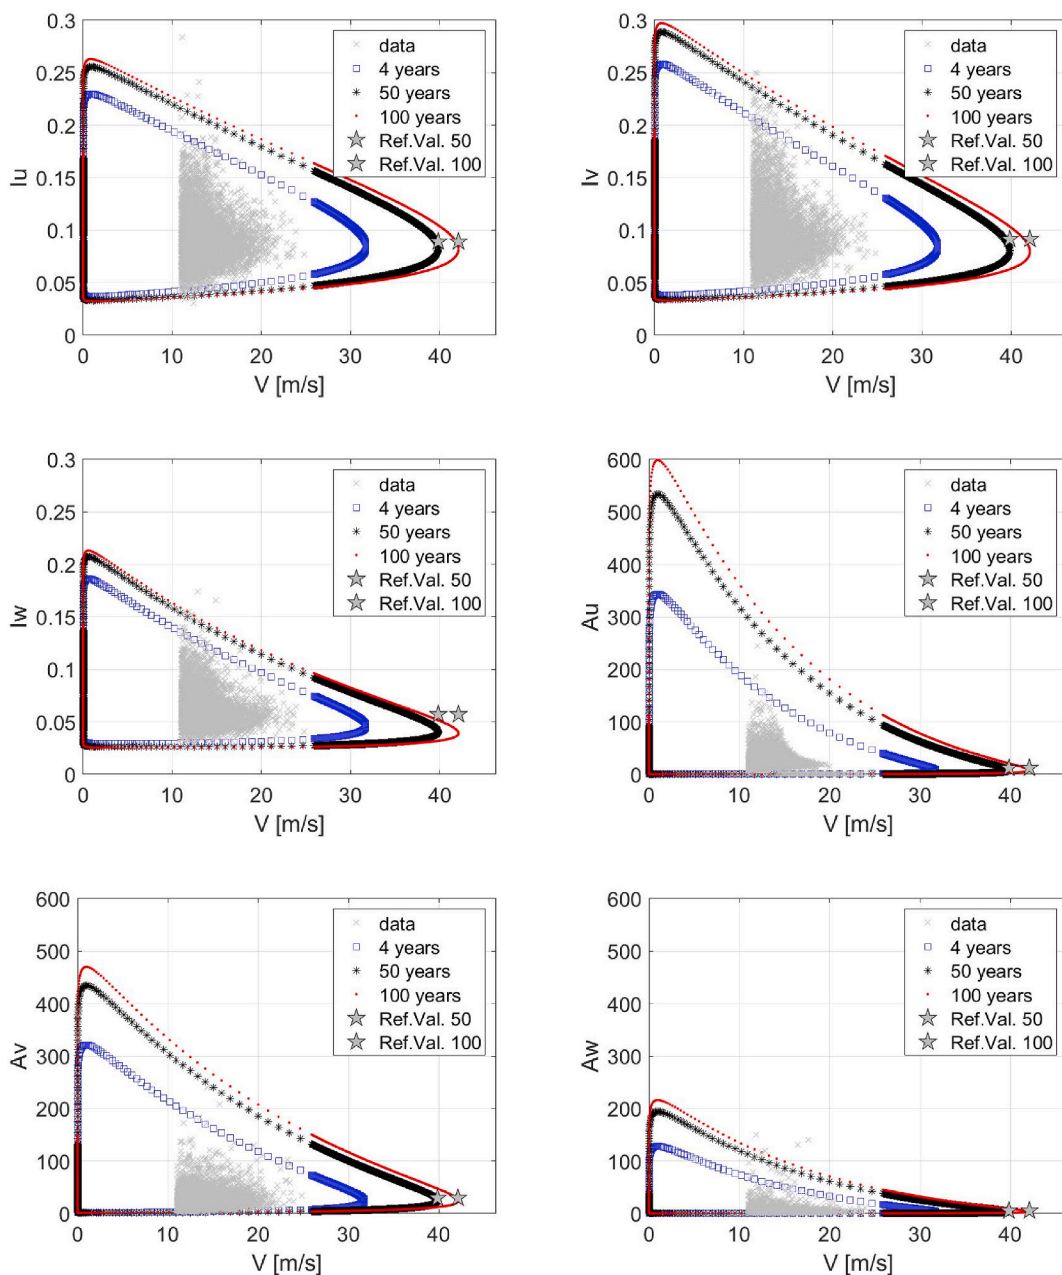 0.3
0.25
0.2
0.15
0.1
0.05
0
Iu
data
4 years
50 years
100 years
Ref.Val. 50
Ref.Val. 100
0 10 20 30 40
V [m/s]
0.3
0.25
0.2
0.15
0.1
0.05
0
Iv
data
4 years
50 years
100 years
Ref.Val. 50
Ref.Val. 100
0 10 20 30 40
V [m/s]
0.3
0.25
0.2
0.15
0.1
0.05
0
Iw
data
4 years
50 years
100 years
Ref.Val. 50
Ref.Val. 100
0 10 20 30 40
V [m/s]
600
500
400
300
200
100
0
Au
data
4 years
50 years
100 years
Ref.Val. 50
Ref.Val. 100
0 10 20 30 40
V [m/s]
600
500
400
300
200
100
0
Av
data
4 years
50 years
100 years
Ref.Val. 50
Ref.Val. 100
0 10 20 30 40
V [m/s]
600
500
400
300
200
100
0
Aw
data
4 years
50 years
100 years
Ref.Val. 50
Ref.Val. 100
0 10 20 30 40
V [m/s]